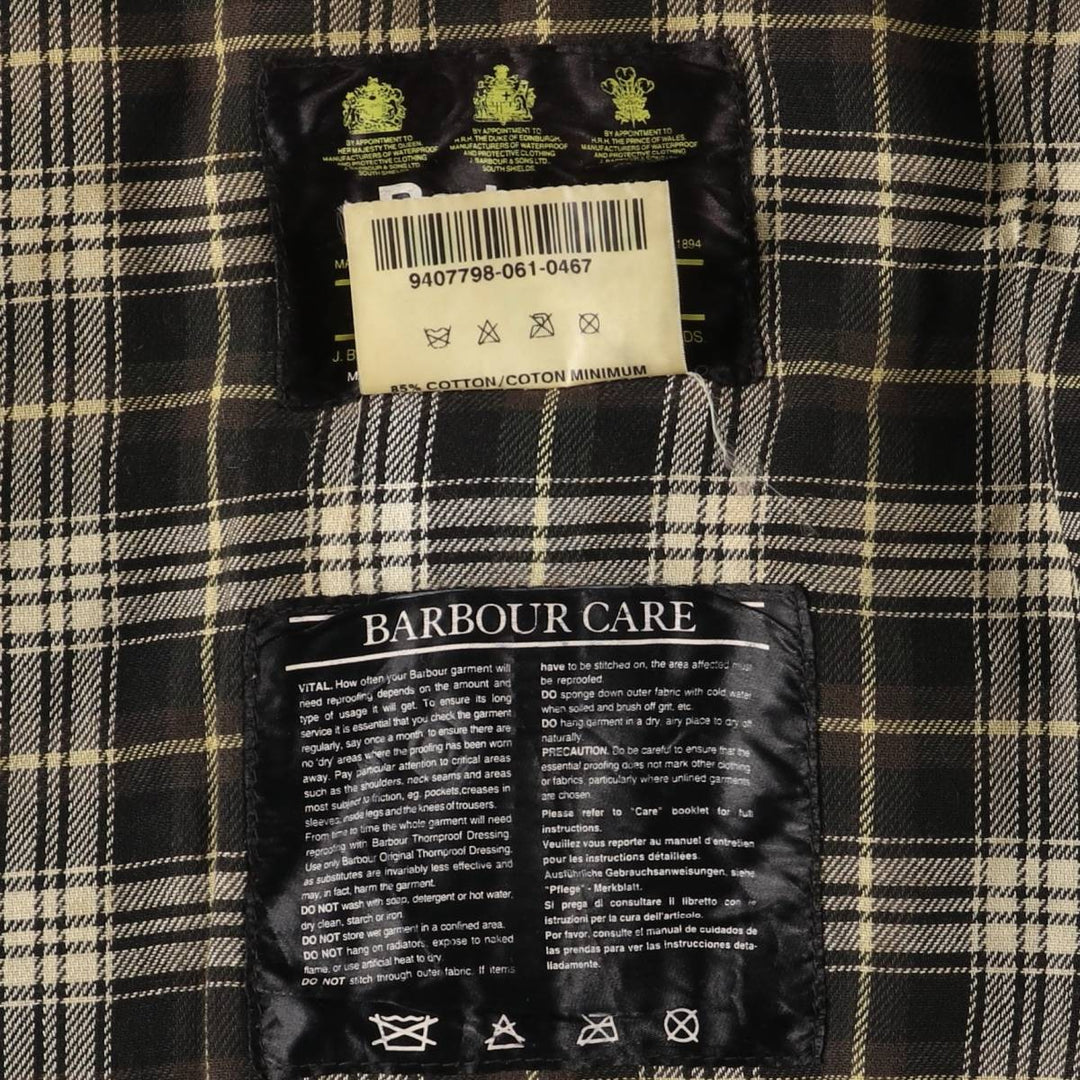 BY APPOINTMENT TO
HER MAJESTY THE QUEEN
MANUFACTURERS OF WATERPROOF
AND PROTECTIVE CLOTHING
J. BARBOUR & SONS LTD.
SOUTH SHIELDS
BY APPOINTMENT TO
H.R.H. THE DUKE OF EDINBURGH,
MANUFACTURERS OF WATERPROOF
AND PROTECTIVE CLOTHING
J. BARBOUR & SONS LTD.
SOUTH SHIELDS
BY APPOINTMENT TO
H.R.H. THE PRINCE OF WALES,
MANUFACTURERS OF WATERPROOF
AND PROTECTIVE CLOTHING
1894
9407798-061-0467
85% COTTON/COTON MINIMUM
BARBOUR CARE
VITAL. How often your Barbour garment will
need reproofing depends on the amount and
type of usage it will get. To ensure its long
service it is essential that you check the garment
regularly, say once a month, to ensure there are
no 'dry' areas where the proofing has been worn
away. Pay particular attention to critical areas
such as the shoulders, neck seams and areas
most subject to friction, eg. pockets,creases in
sleeves, inside legs and the knees of trousers.
From time to time the whole garment will need
reproofing with Barbour Thornproof Dressing.
Use only Barbour Original Thornproof Dressing,
as substitutes are invariably less effective and
may, in fact, harm the garment.
DO NOT wash with soap, detergent or hot water,
dry clean, starch or iron.
DO NOT store wet garment in a confined area.
DO NOT hang on radiators, expose to naked
flame, or use artificial heat to dry.
DO NOT stitch through outer fabric. If items
have to be stitched on, the area affected must
be reproofed.
DO sponge down outer fabric with cold water
when soiled and brush off grit, etc.
DO hang garment in a dry, airy place to dry off
naturally.
PRECAUTION. Do be careful to ensure that the
essential proofing does not mark other clothing
or fabrics, particularly where unlined garments
are chosen.
Please refer to "Care" booklet for full
instructions.
Veuillez vous reporter au manuel d'entretien
pour les instructions détaillées.
Ausführliche Gebrauchsanweisungen, siehe
"Pflege" - Merkblatt.
Si prega di consultare il libretto con le
istruzioni per la cura dell'articolo.
Por favor, consulte el manual de cuidados de
las prendas para ver las instrucciones deta-
lladamente.